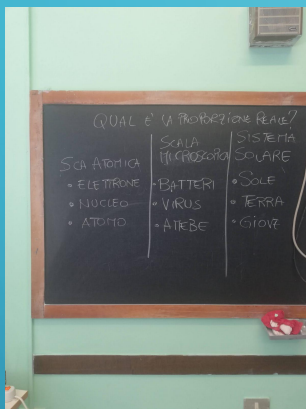 QUAL E' LA PROPORZIONE REALE?
SCA ATOMICA
• ELETTRONE
• NUCLEO
• ATOMO
SCALA
MICROSCOPICA
• BATTERI
• VIRUS
• AMEBE
SISTEMA
SOLARE
• SOLE
• TERRA
• GIOVE